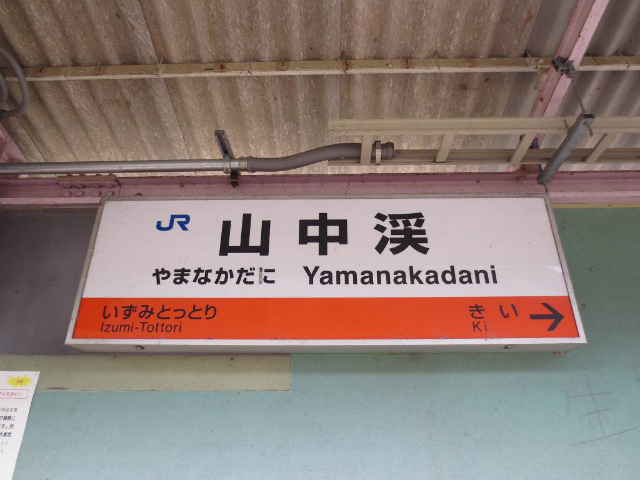 JR
山中渓
やまなかだに Yamanakadani
いずみとっとり きい →
Izumi-Tottori Ki